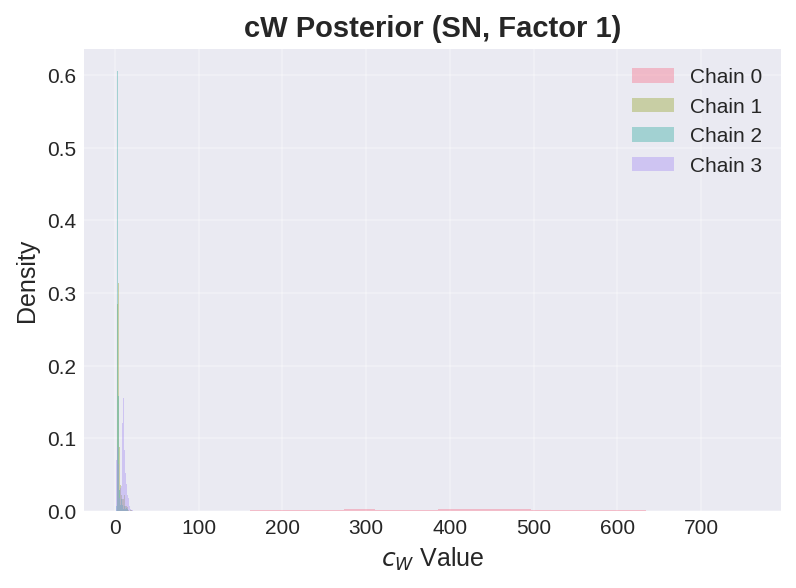 cW Posterior (SN, Factor 1)
Chain 0
Chain 1
Chain 2
Chain 3
0.6
0.5
0.4
0.3
0.2
0.1
0.0
Density
0 100 200 300 400 500 600 700
c_W Value